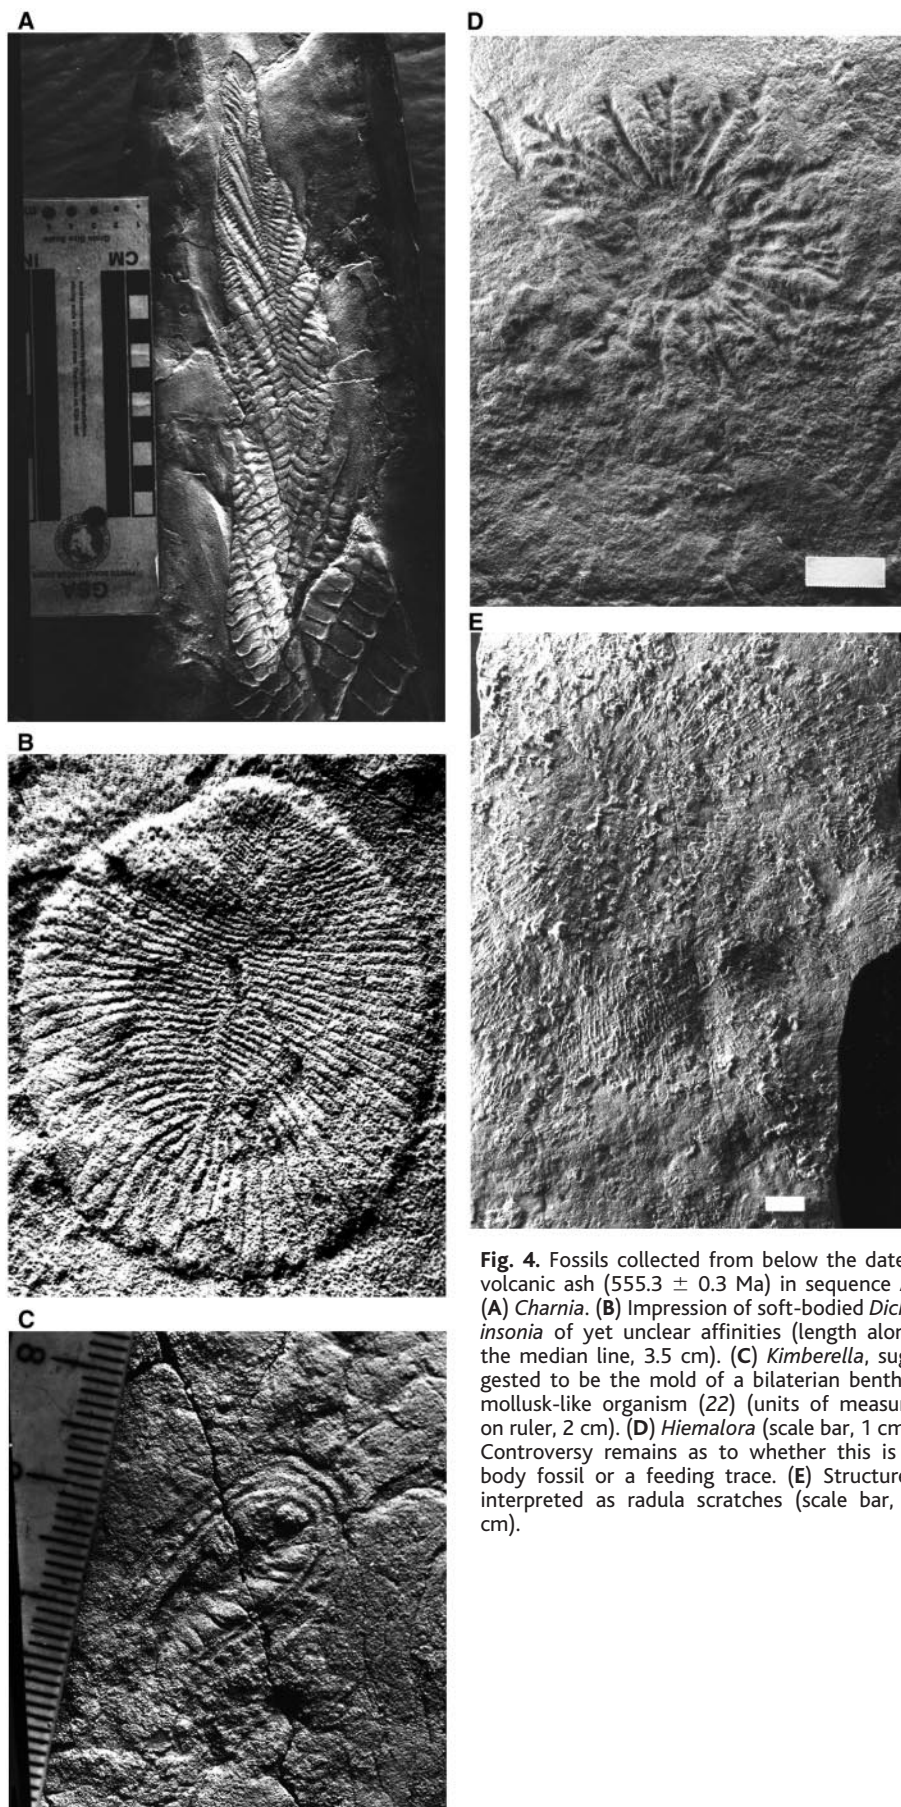 A
D
IN
CM
GSA
B
E
C
8
Fig. 4. Fossils collected from below the date
volcanic ash (555.3 ± 0.3 Ma) in sequence
(A) Charnia. (B) Impression of soft-bodied Dick
insonia of yet unclear affinities (length alon
the median line, 3.5 cm). (C) Kimberella, sug
gested to be the mold of a bilaterian benth
mollusk-like organism (22) (units of measur
on ruler, 2 cm). (D) Hiemalora (scale bar, 1 cm
Controversy remains as to whether this is
body fossil or a feeding trace. (E) Structure
interpreted as radula scratches (scale bar,
cm).